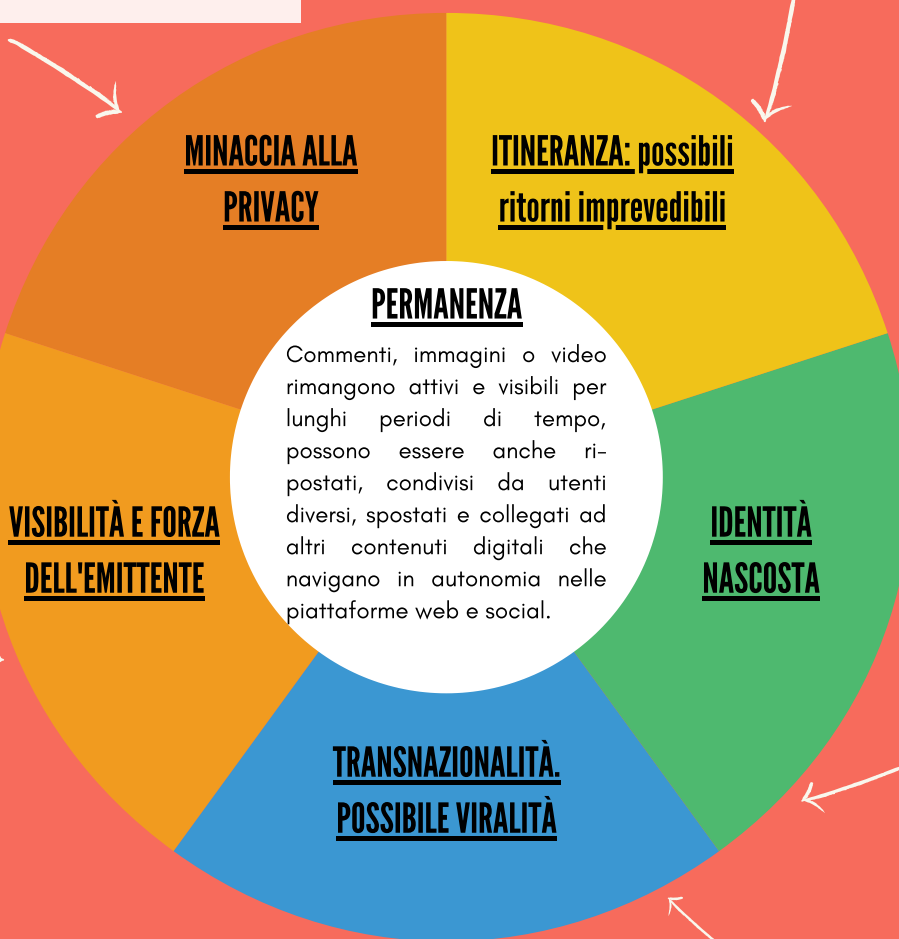 MINACCIA ALLA
PRIVACY
ITINERANZA: possibili
ritorni imprevedibili
PERMANENZA
Commenti, immagini o video
rimangono attivi e visibili per
lunghi periodi di tempo,
possono essere anche ri-
postati, condivisi da utenti
diversi, spostati e collegati ad
altri contenuti digitali che
navigano in autonomia nelle
piattaforme web e social.
VISIBILITÀ E FORZA
DELL'EMITTENTE
IDENTITÀ
NASCOSTA
TRANSNAZIONALITÀ.
POSSIBILE VIRALITÀ